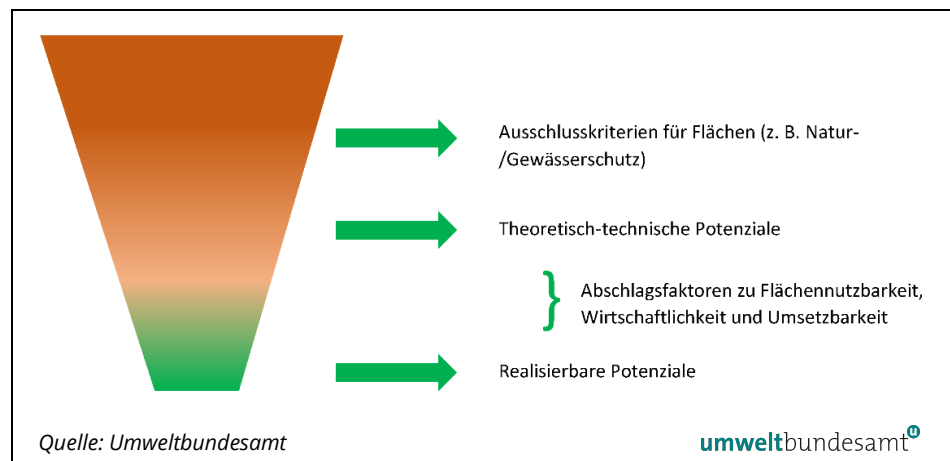 Ausschlusskriterien für Flächen (z. B. Natur-
/Gewässerschutz)
Theoretisch-technische Potenziale
} Abschlagsfaktoren zu Flächennutzbarkeit,
Wirtschaftlichkeit und Umsetzbarkeit
Realisierbare Potenziale
Quelle: Umweltbundesamt
umweltbundesamt u